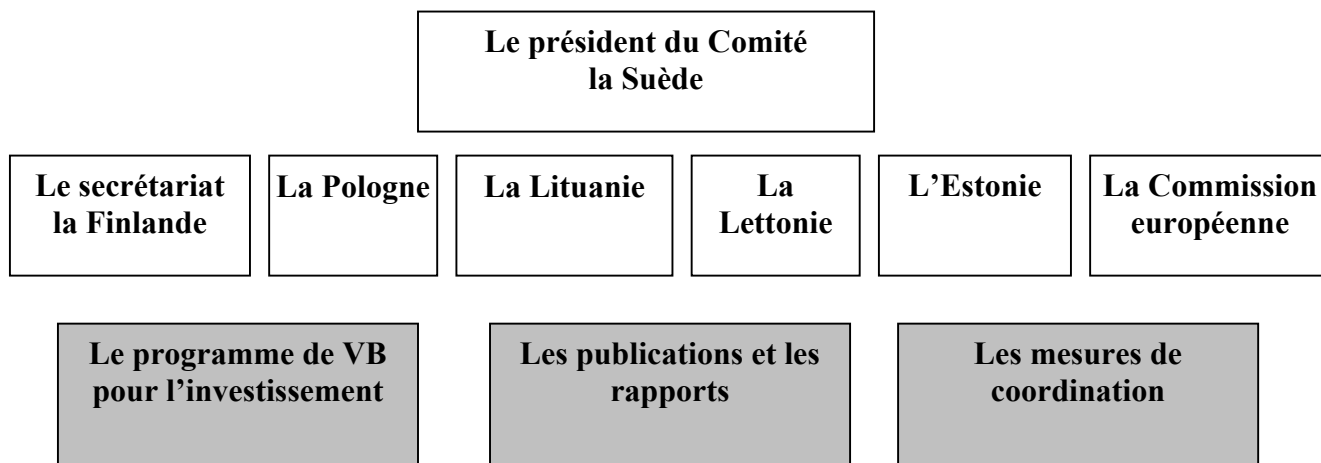 Le président du Comité
la Suède
Le secrétariat
la Finlande
La Pologne
La Lituanie
La
Lettonie
L’Estonie
La Commission
européenne
Le programme de VB
pour l’investissement
Les publications et les
rapports
Les mesures de
coordination